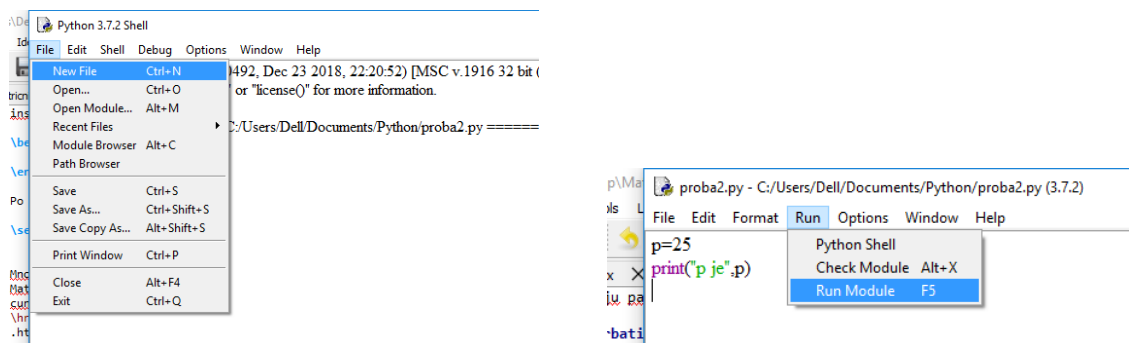 Python 3.7.2 Shell
File Edit Shell Debug Options Window Help
New File Ctrl+N
0492, Dec 23 2018, 22:20:52) [MSC v.1916 32 bit (
Open... Ctrl+O
" or "license()" for more information.
Open Module... Alt+M
Recent Files
C:/Users/Dell/Documents/Python/proba2.py ======
Module Browser Alt+C
Path Browser
Save Ctrl+S
Save As... Ctrl+Shift+S
Save Copy As... Alt+Shift+S
Print Window Ctrl+P
Close Alt+F4
Exit Ctrl+Q
Po
\hr
.ht
proba2.py - C:/Users/Dell/Documents/Python/proba2.py (3.7.2)
File Edit Format Run Options Window Help
p=25
print("p je",p)
Python Shell
Check Module Alt+X
Run Module F5